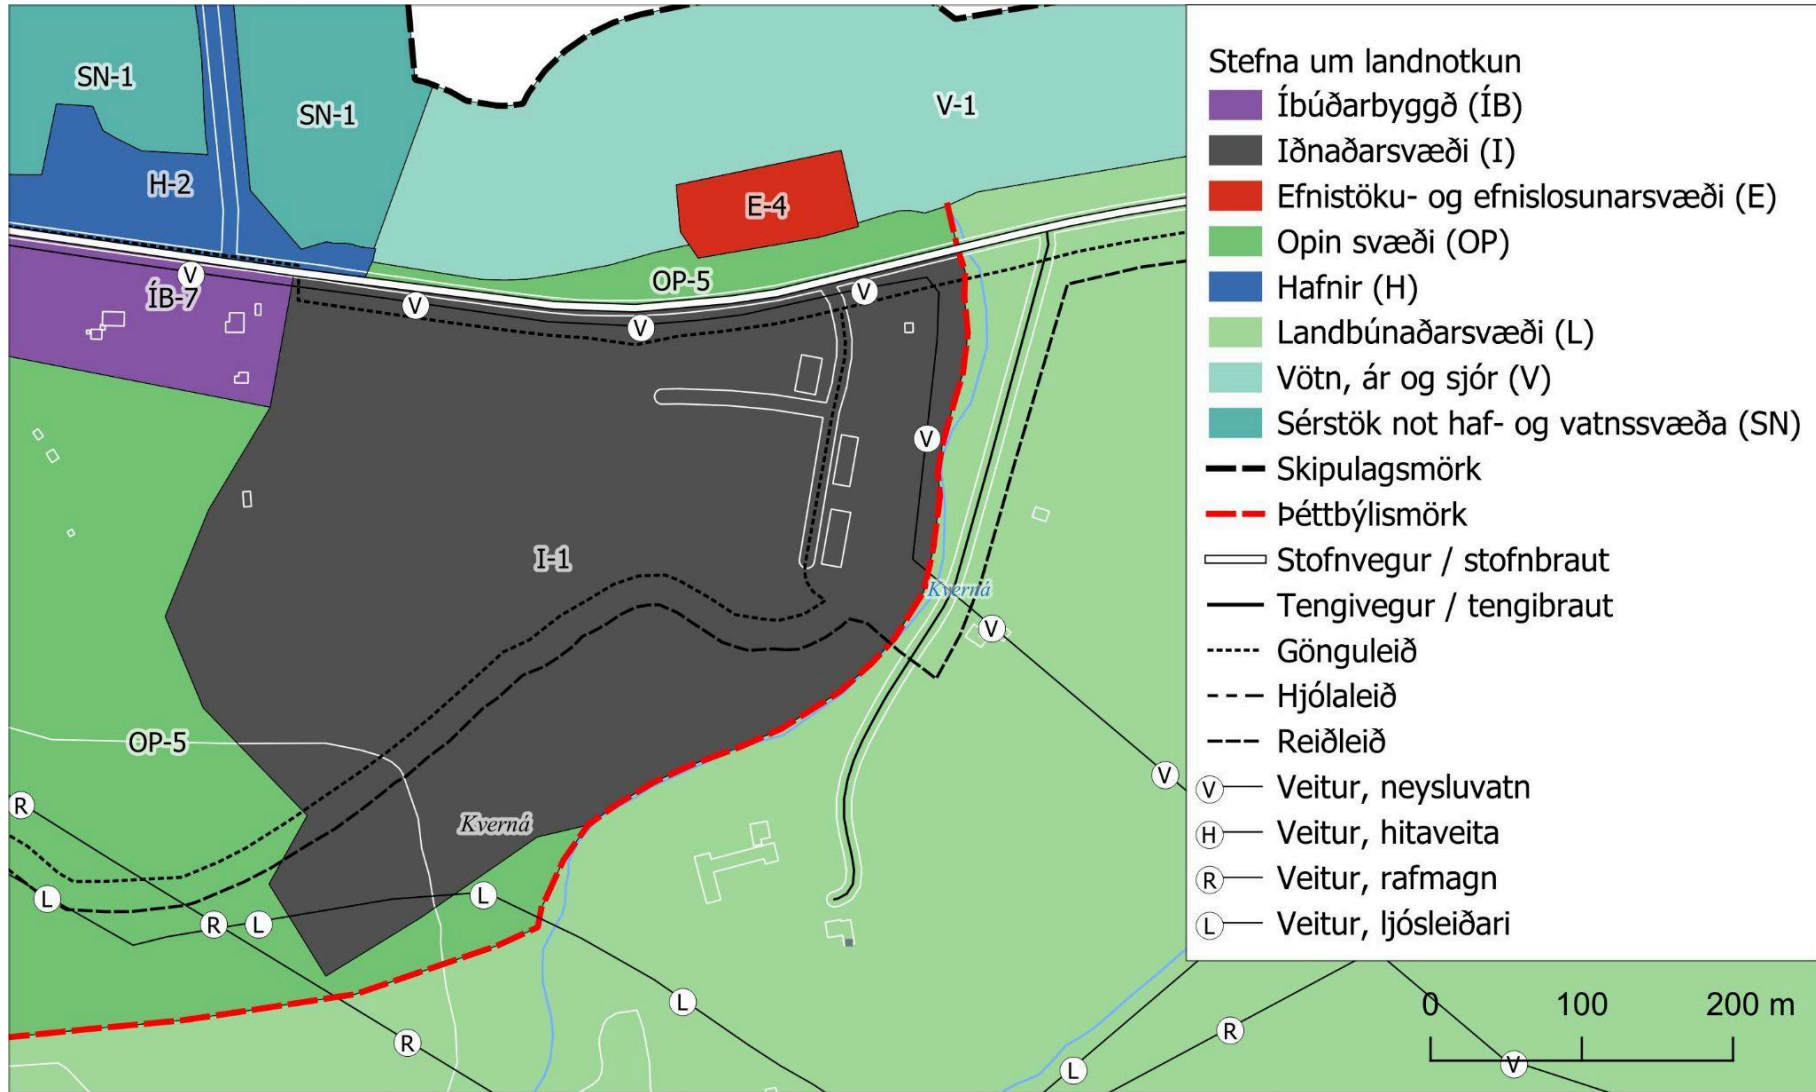 SN-1
SN-1
V-1
H-2
E-4
OP-5
V
ÍB-7
V
V
V
V
I-1
Kverná
V
OP-5
V
R
Kverná
L
L
R
L
L
R
R
L
V
Stefna um landnotkun
Íbúðarbyggð (ÍB)
Iðnaðarsvæði (I)
Efnistöku- og efnislosunarsvæði (E)
Opin svæði (OP)
Hafnir (H)
Landbúnaðarsvæði (L)
Vötn, ár og sjór (V)
Sérstök not haf- og vatnssvæða (SN)
Skipulagsmörk
Þéttbýlismörk
Stofnvegur / stofnbraut
Tengivegur / tengibraut
Gönguleið
Hjólaleið
Reiðleið
V Veitur, neysluvatn
H Veitur, hitaveita
R Veitur, rafmagn
L Veitur, ljósleiðari
0 100 200 m